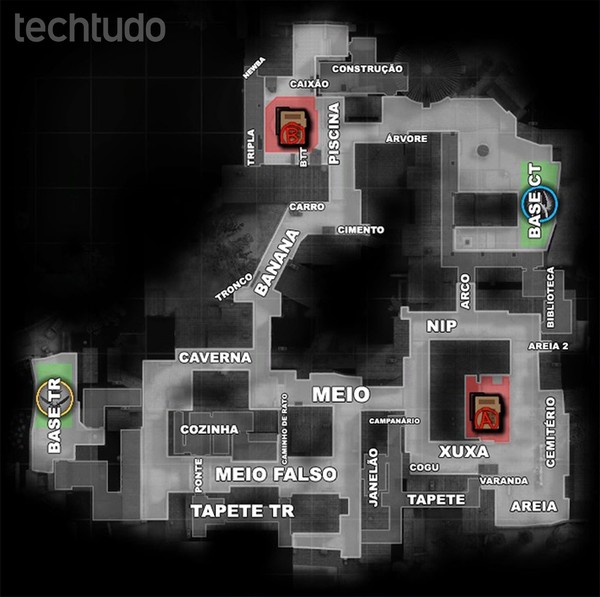 techtudo
NEWBA
CONSTRUÇÃO
CAIXÃO
TRIPLA
B
BTT
PISCINA
ÁRVORE
BASE CT
CARRO
CIMENTO
BANANA
TRONCO
ARCO
BIBLIOTECA
NIP
AREIA 2
CAVERNA
BASE TR
MEIO
CAMINHO DE RATO
A
CEMITÉRIO
CAMPANÁRIO
COZINHA
XUXA
COGU
JANELÃO
PONTE
MEIO FALSO
VARANDA
TAPETE
TAPETE TR
AREIA